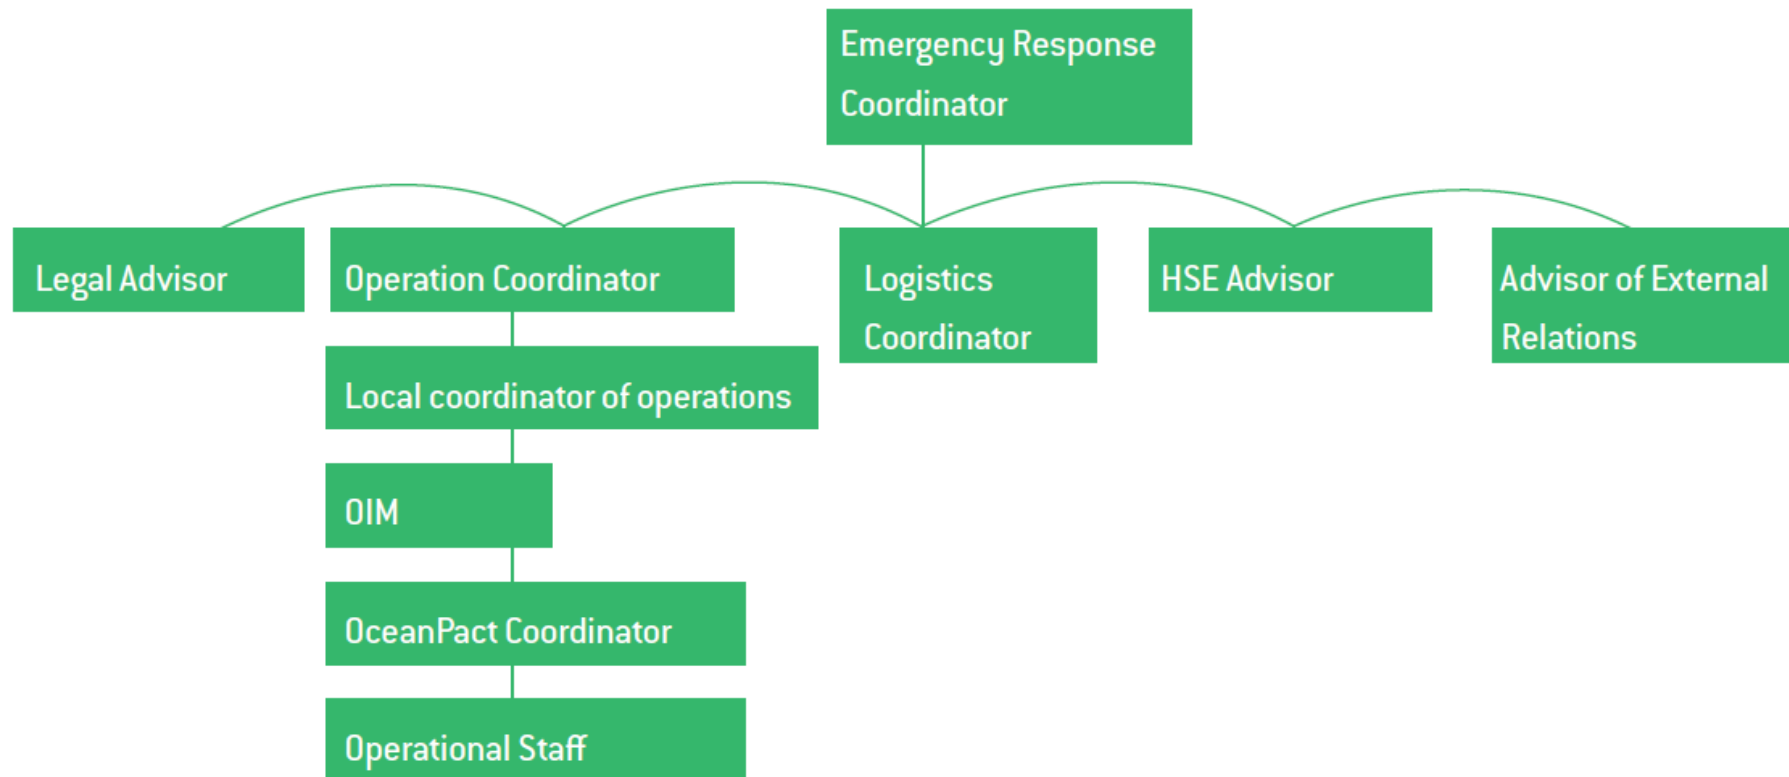 Emergency Response
Coordinator
Legal Advisor
Operation Coordinator
Logistics
Coordinator
HSE Advisor
Advisor of External
Relations
Local coordinator of operations
OIM
OceanPact Coordinator
Operational Staff